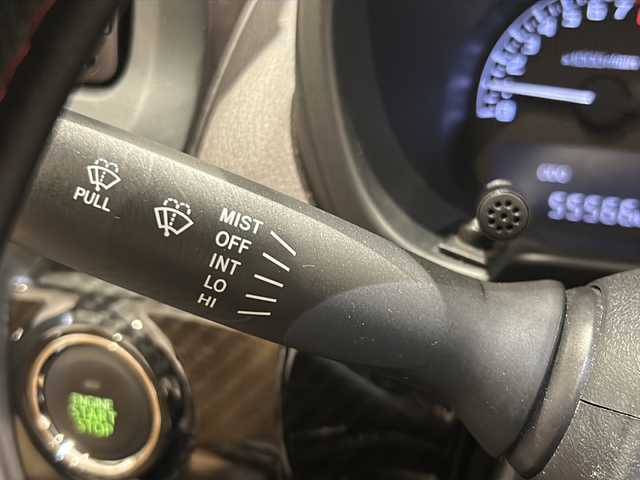 PULL
MIST
OFF
INT
LO
HI
ENGINE
START
STOP